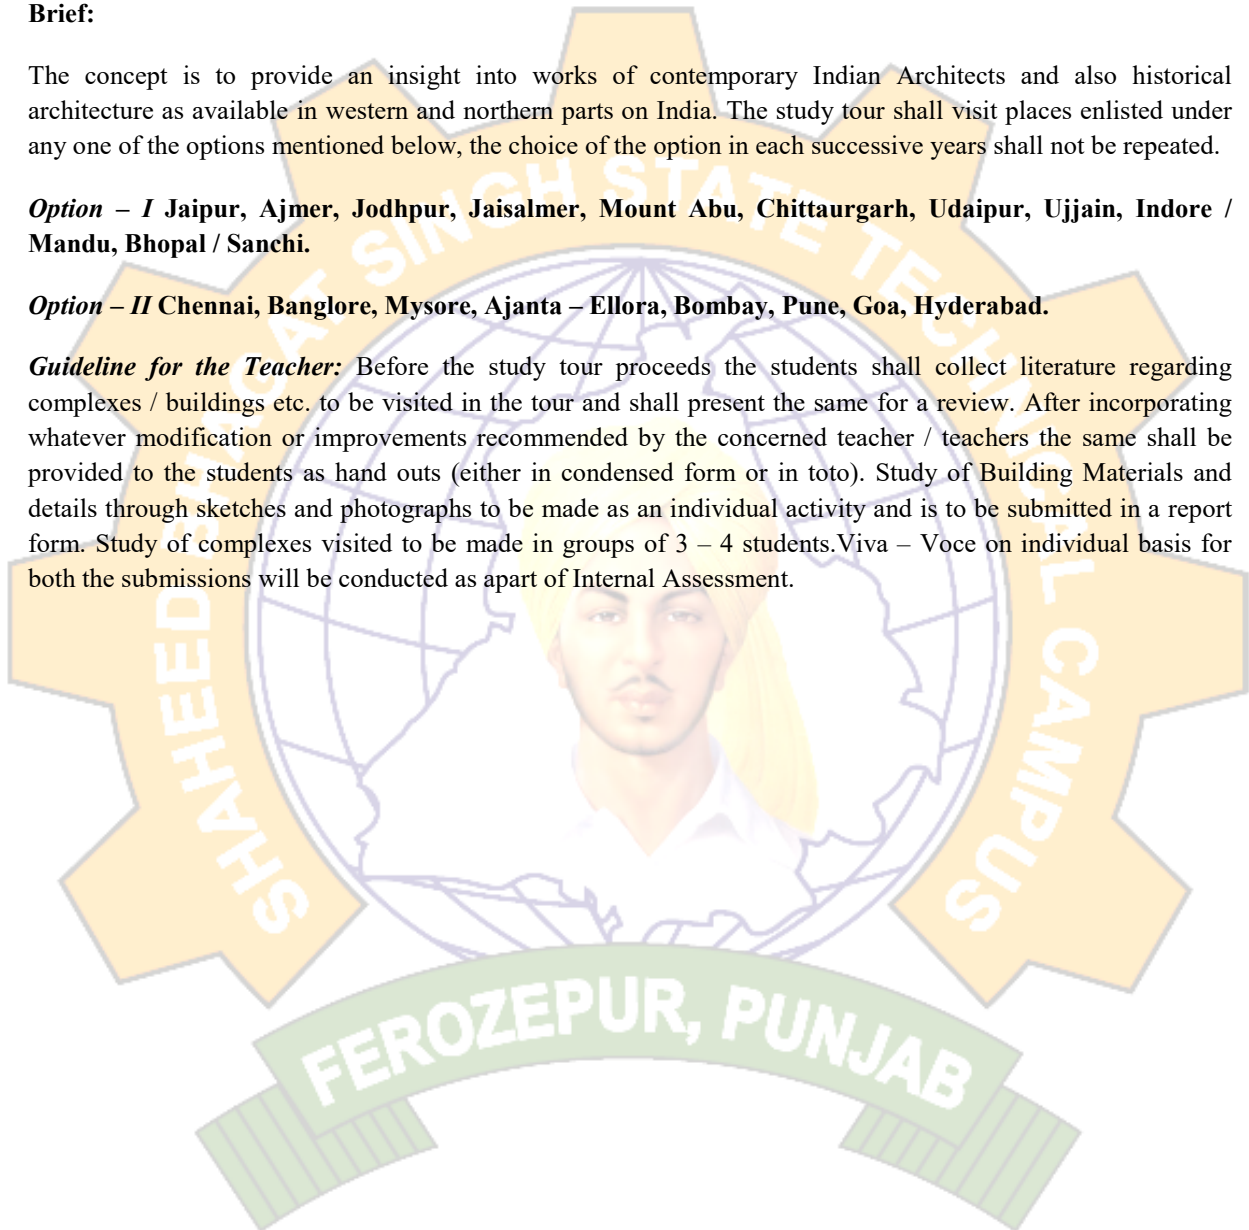 Brief:
The concept is to provide an insight into works of contemporary Indian Architects and also historical
architecture as available in western and northern parts on India. The study tour shall visit places enlisted under
any one of the options mentioned below, the choice of the option in each successive years shall not be repeated.
Option – I Jaipur, Ajmer, Jodhpur, Jaisalmer, Mount Abu, Chittaurgarh, Udaipur, Ujjain, Indore /
Mandu, Bhopal / Sanchi.
Option – II Chennai, Banglore, Mysore, Ajanta – Ellora, Bombay, Pune, Goa, Hyderabad.
Guideline for the Teacher: Before the study tour proceeds the students shall collect literature regarding
complexes / buildings etc. to be visited in the tour and shall present the same for a review. After incorporating
whatever modification or improvements recommended by the concerned teacher / teachers the same shall be
provided to the students as hand outs (either in condensed form or in toto). Study of Building Materials and
details through sketches and photographs to be made as an individual activity and is to be submitted in a report
form. Study of complexes visited to be made in groups of 3 – 4 students.Viva – Voce on individual basis for
both the submissions will be conducted as apart of Internal Assessment.
SHAHEED BHAGAT SINGH STATE TECHNICAL CAMPUS
FEROZEPUR, PUNJAB